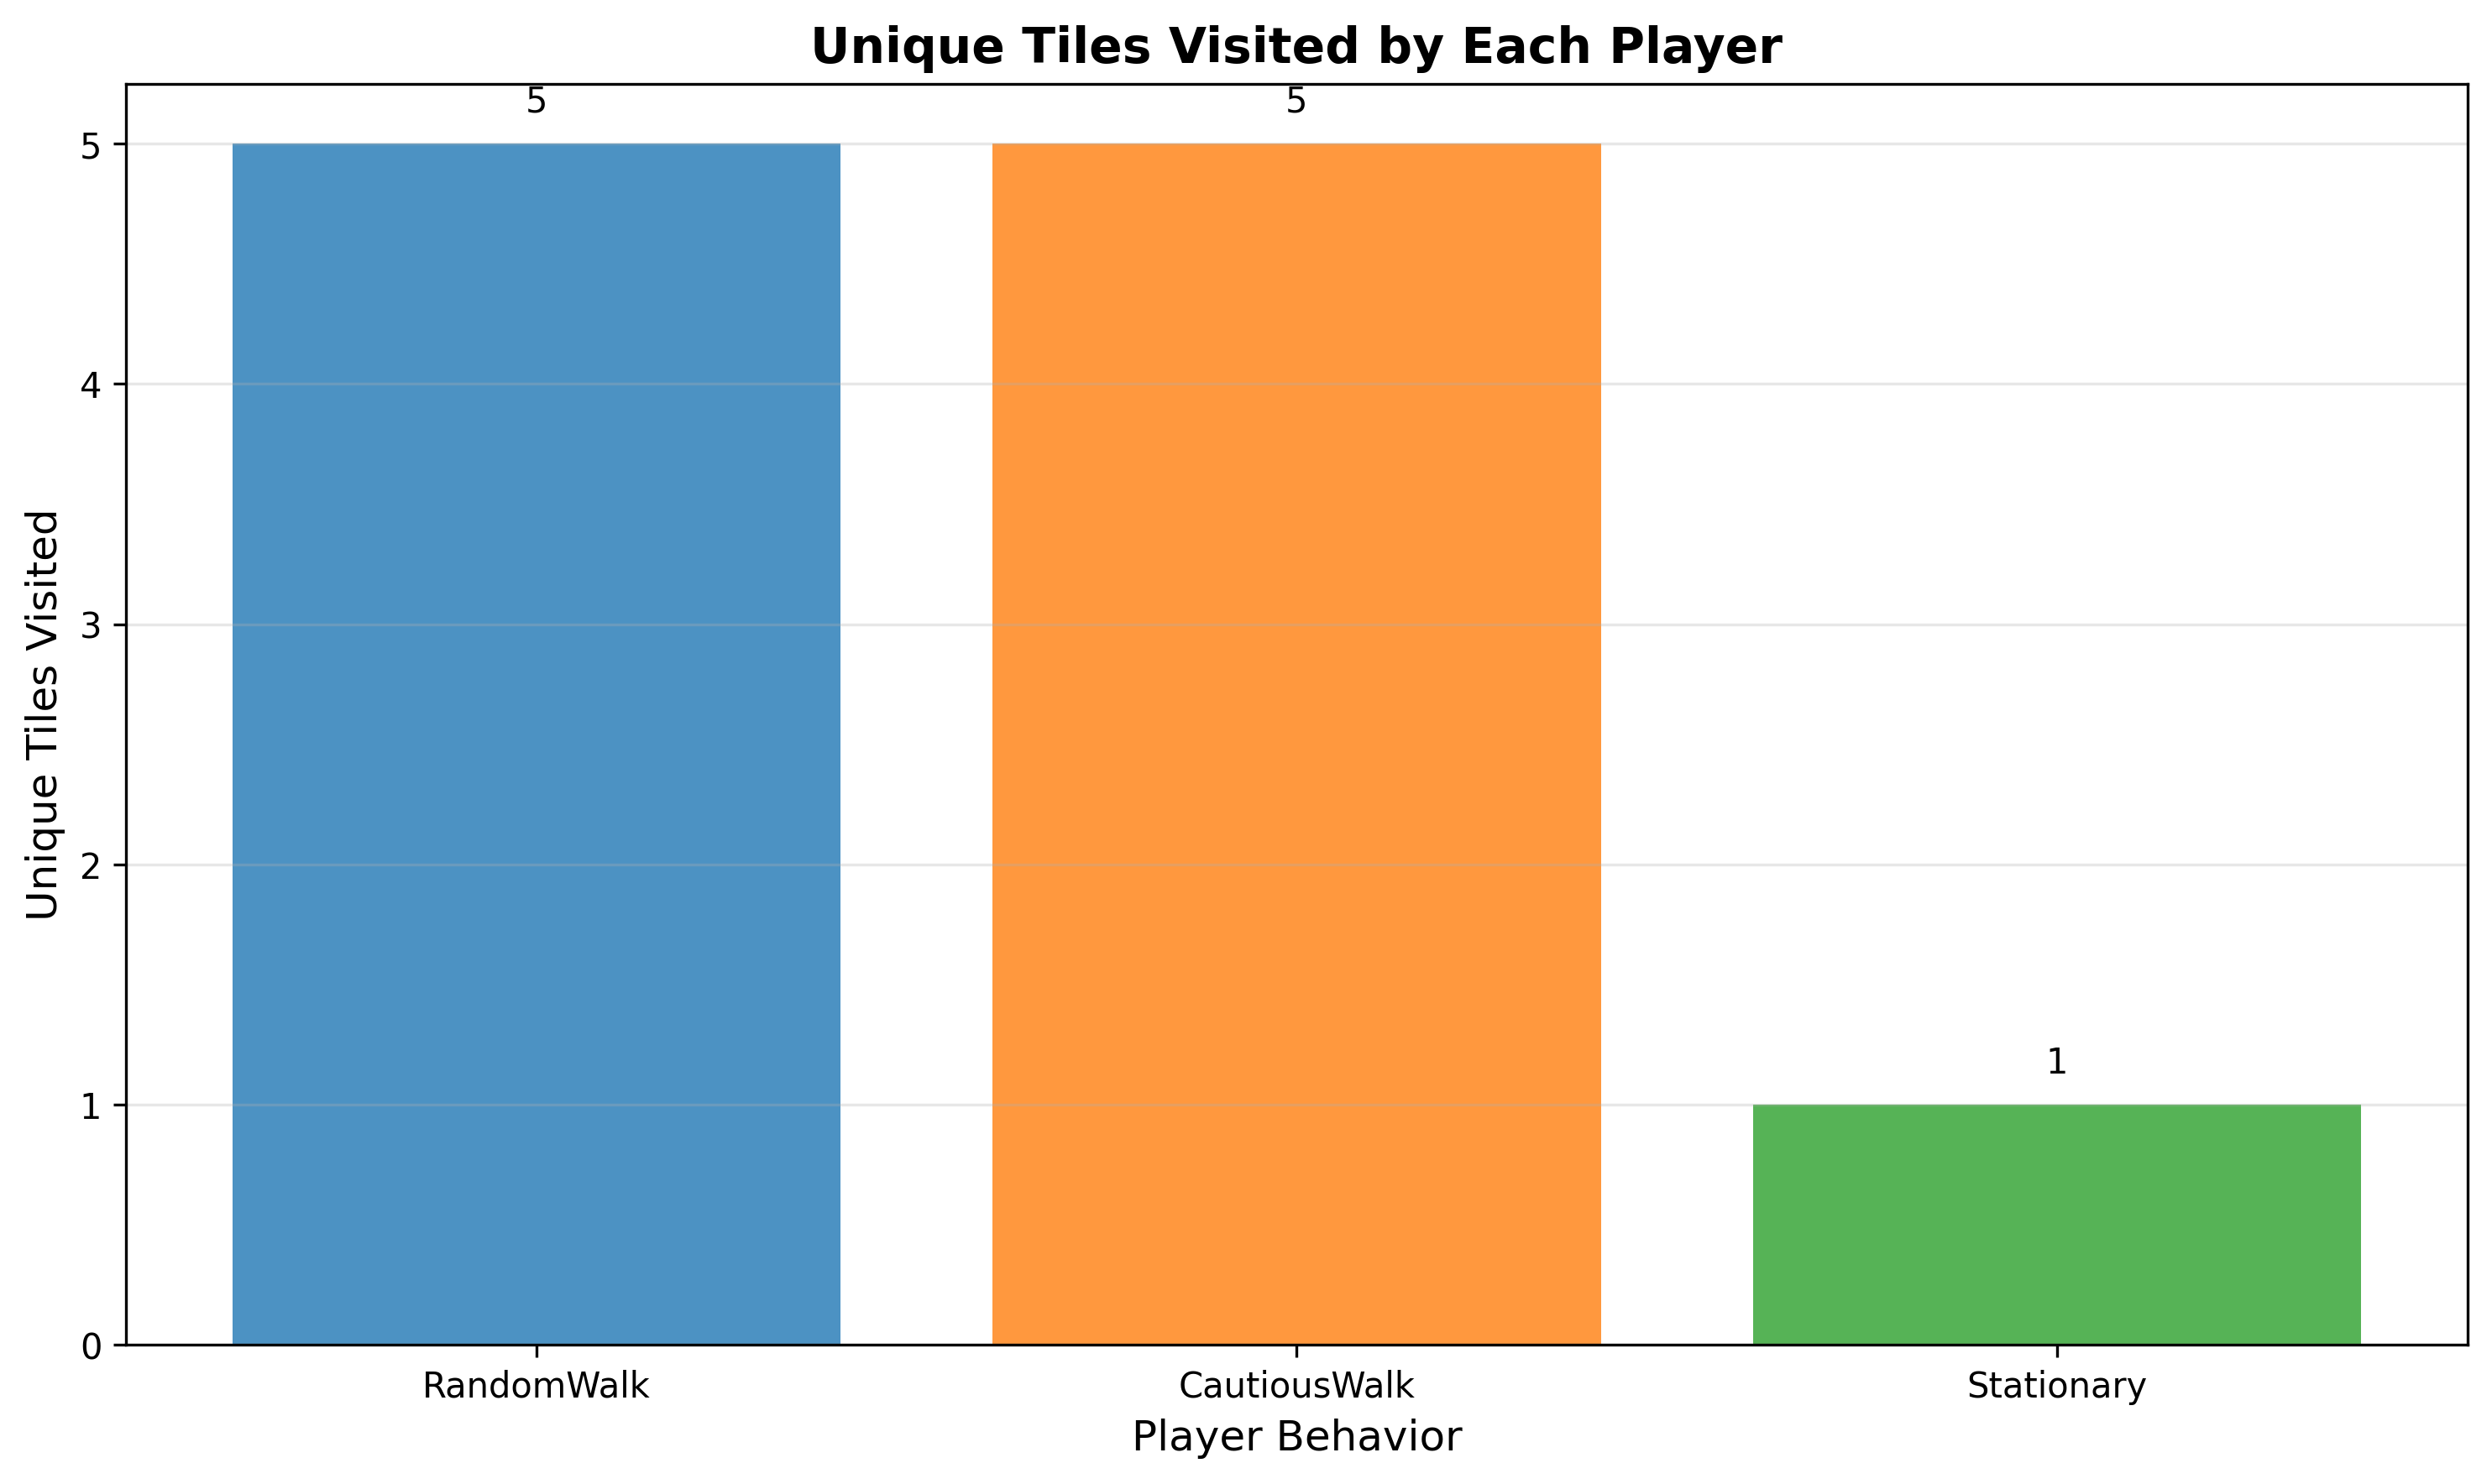 Unique Tiles Visited by Each Player
5
5
1
5
4
3
2
1
0
Unique Tiles Visited
RandomWalk
CautiousWalk
Stationary
Player Behavior